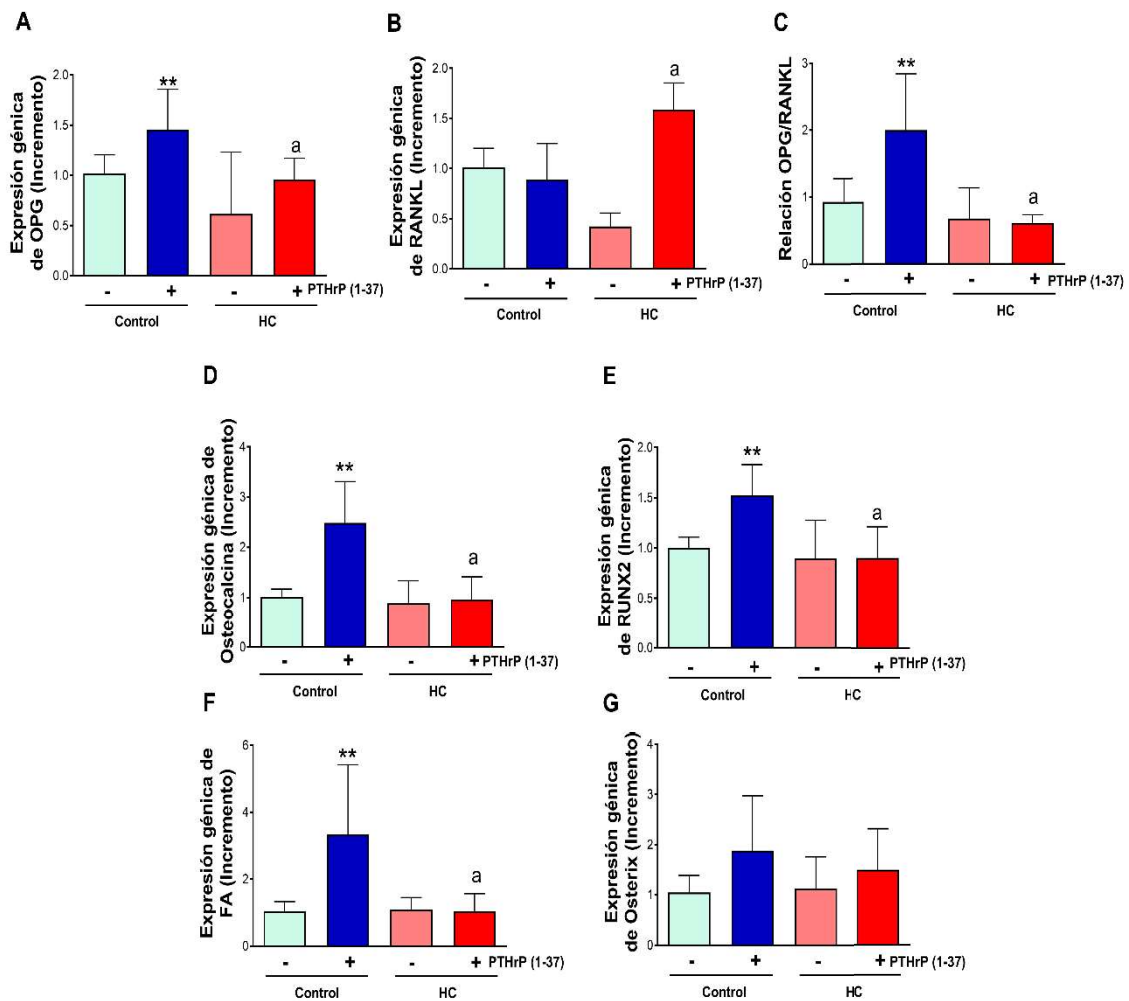 A
Expresión génica
de OPG (Incremento)
2.0
1.5
1.0
0.5
0.0
**
a
- + - + PTHrP (1-37)
Control HC
B
Expresión génica
de RANKL (Incremento)
2.0
1.5
1.0
0.5
0.0
a
- + - + PTHrP (1-37)
Control HC
C
Relación OPG/RANKL
3
2
1
0
**
a
- + - + PTHrP (1-37)
Control HC
D
Expresión génica de
Osteocalcina (Incremento)
4
3
2
1
0
**
a
- + - + PTHrP (1-37)
Control HC
E
Expresión génica
de RUNX2 (Incremento)
2.0
1.5
1.0
0.5
0.0
**
a
- + - + PTHrP (1-37)
Control HC
F
Expresión génica de
FA (Incremento)
6
4
2
0
**
a
- + - + PTHrP (1-37)
Control HC
G
Expresión génica
de Osterix (Incremento)
4
3
2
1
0
- + - + PTHrP (1-37)
Control HC